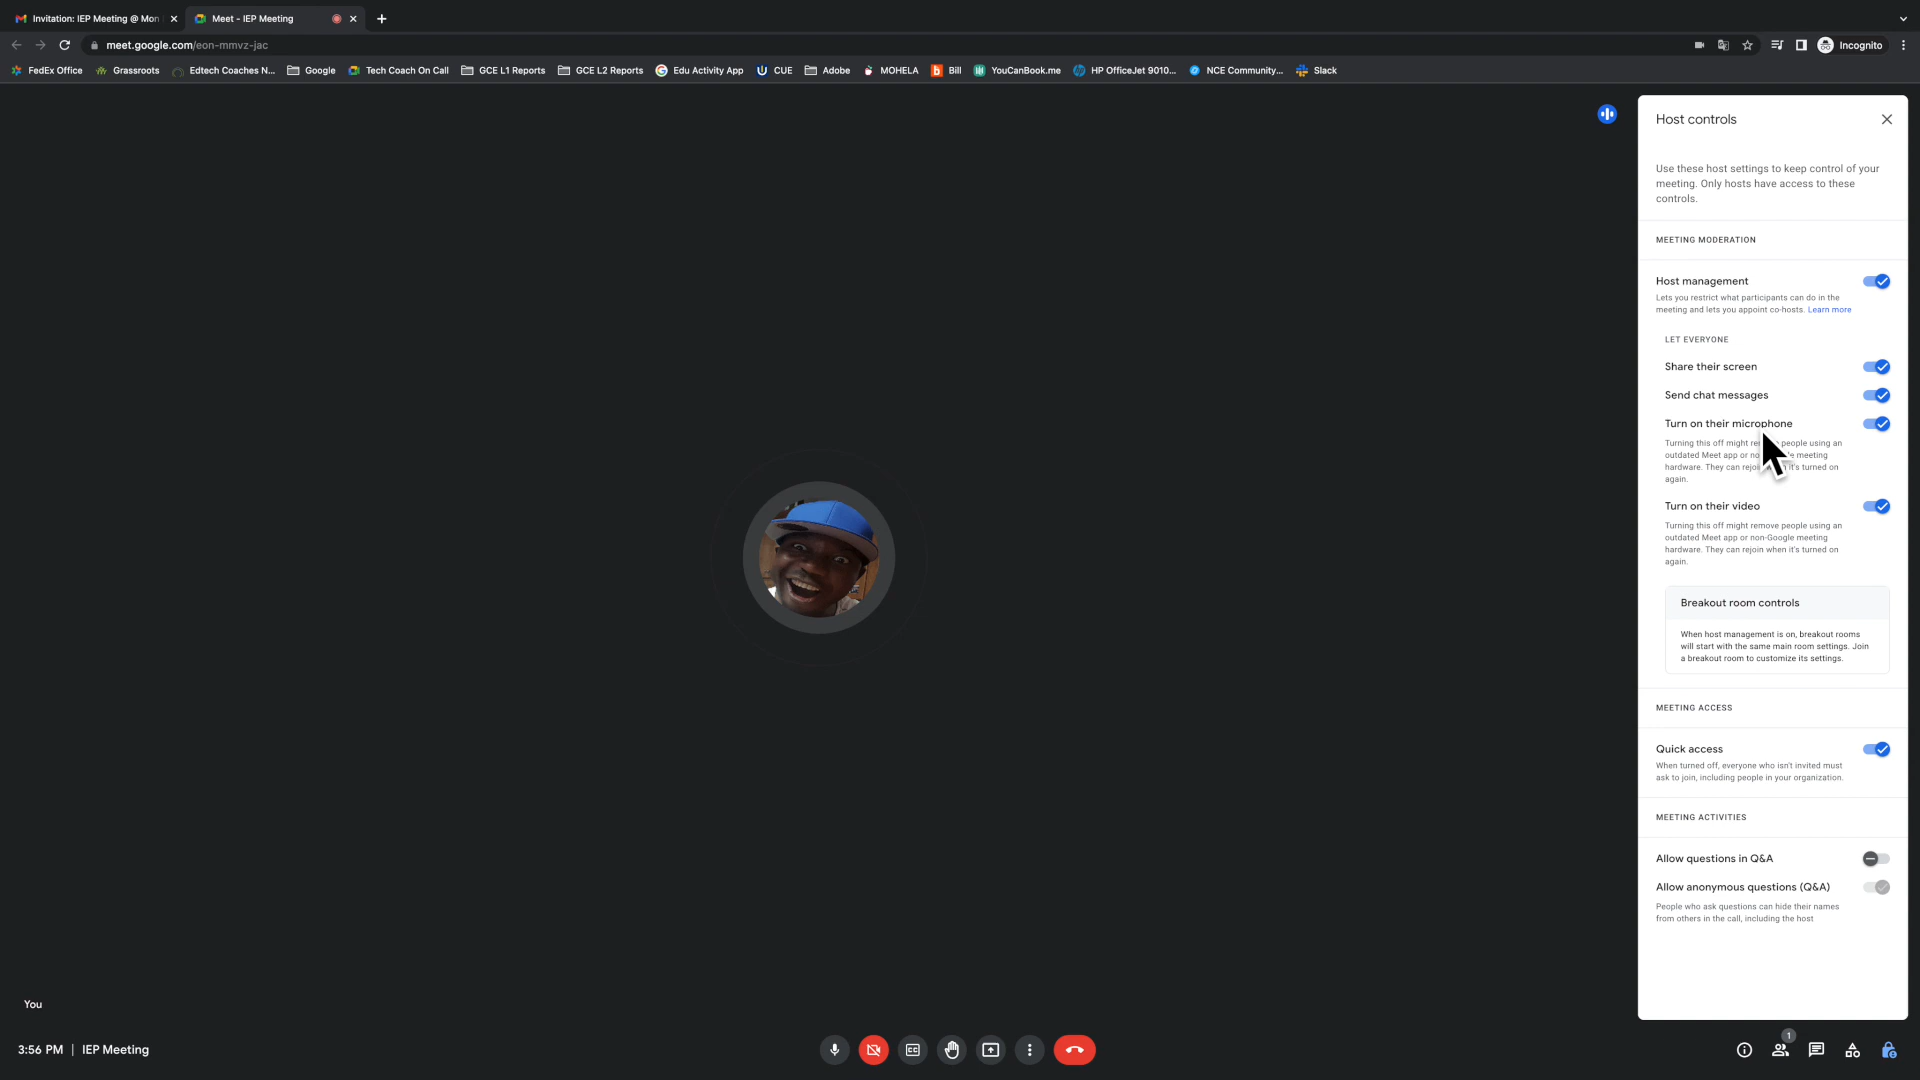 Invitation: IEP Meeting @ Mon
Meet - IEP Meeting
meet.google.com/eon-mmvz-jac
Incognito
FedEx Office
Grassroots
Edtech Coaches N...
Google
Tech Coach On Call
GCE L1 Reports
GCE L2 Reports
Edu Activity App
CUE
Adobe
MOHELA
Bill
YouCanBook.me
HP OfficeJet 9010...
NCE Community...
Slack
Host controls
Use these host settings to keep control of your
meeting. Only hosts have access to these
controls.
MEETING MODERATION
Host management
Lets you restrict what participants can do in the
meeting and lets you appoint co-hosts. Learn more
LET EVERYONE
Share their screen
Send chat messages
Turn on their microphone
Turning this off might people using an
outdated Meet app or meeting
hardware. They can it's turned on
again.
Turn on their video
Turning this off might remove people using an
outdated Meet app or non-Google meeting
hardware. They can rejoin when it's turned on
again.
Breakout room controls
When host management is on, breakout rooms
will start with the same main room settings. Join
a breakout room to customize its settings.
MEETING ACCESS
Quick access
When turned off, everyone who isn't invited must
ask to join, including people in your organization.
MEETING ACTIVITIES
Allow questions in Q&A
Allow anonymous questions (Q&A)
People who ask questions can hide their names
from others in the call, including the host
You
3:56 PM | IEP Meeting
CC
1